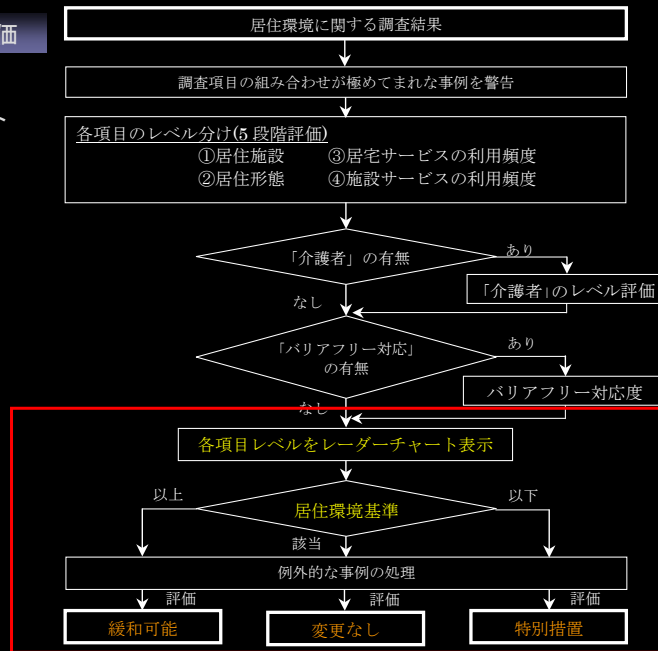 価
居住環境に関する調査結果
調査項目の組み合わせが極めてまれな事例を警告
各項目のレベル分け(5 段階評価)
①居住施設 ③居宅サービスの利用頻度
②居住形態 ④施設サービスの利用頻度
「介護者」の有無
あり
「介護者」のレベル評価
なし
「バリアフリー対応」
の有無
あり
バリアフリー対応度
なし
各項目レベルをレーダーチャート表示
以上
居住環境基準
以下
該当
例外的な事例の処理
評価
評価
評価
緩和可能
変更なし
特別措置